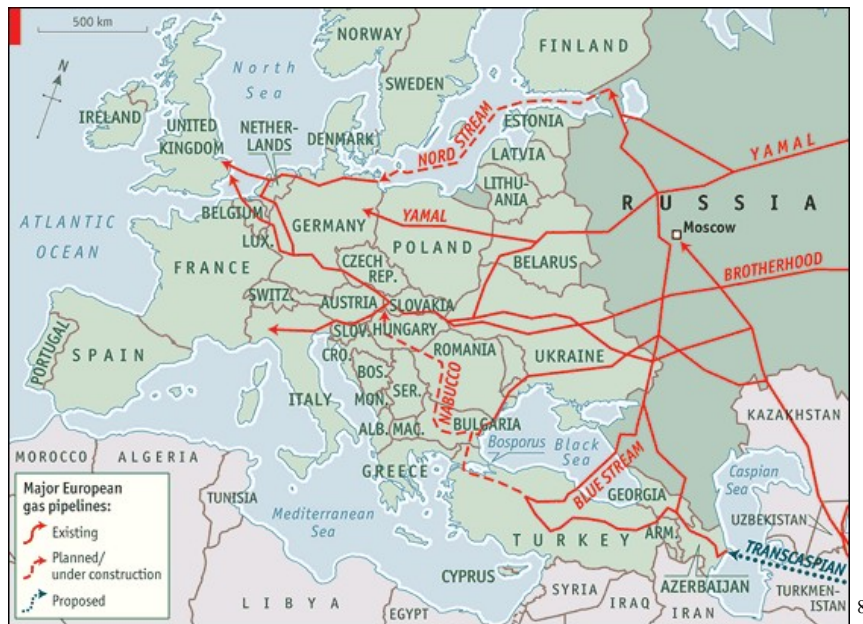 500 km
N
NORWAY
FINLAND
SWEDEN
North
Sea
ESTONIA
IRELAND
UNITED
KINGDOM
NETHER-
LANDS
DENMARK
NORD STREAM
LATVIA
LITHU-
ANIA
YAMAL
RUSSIA
Moscow
ATLANTIC
OCEAN
BELGIUM
LUX.
GERMANY
YAMAL
POLAND
BELARUS
BROTHERHOOD
FRANCE
CZECH
REP.
SWITZ.
AUSTRIA
SLOVAKIA
UKRAINE
SLOV.
HUNGARY
PORTUGAL
SPAIN
CRO.
ROMANIA
BOS.
SER.
NABUCCO
ITALY
MON.
KAZAKHSTAN
ALB.
MAC.
BULGARIA
Bosporus
Black
Sea
BLUE STREAM
GEORGIA
Caspian
Sea
MOROCCO
ALGERIA
GREECE
TUNISIA
TURKEY
ARM.
UZBEKISTAN
TRANSCASPIAN
Mediterranean
Sea
CYPRUS
SYRIA
AZERBAIJAN
TURKMEN-
ISTAN
LIBYA
EGYPT
IRAQ
IRAN
Major European
gas pipelines:
Existing
Planned/
under construction
Proposed
8